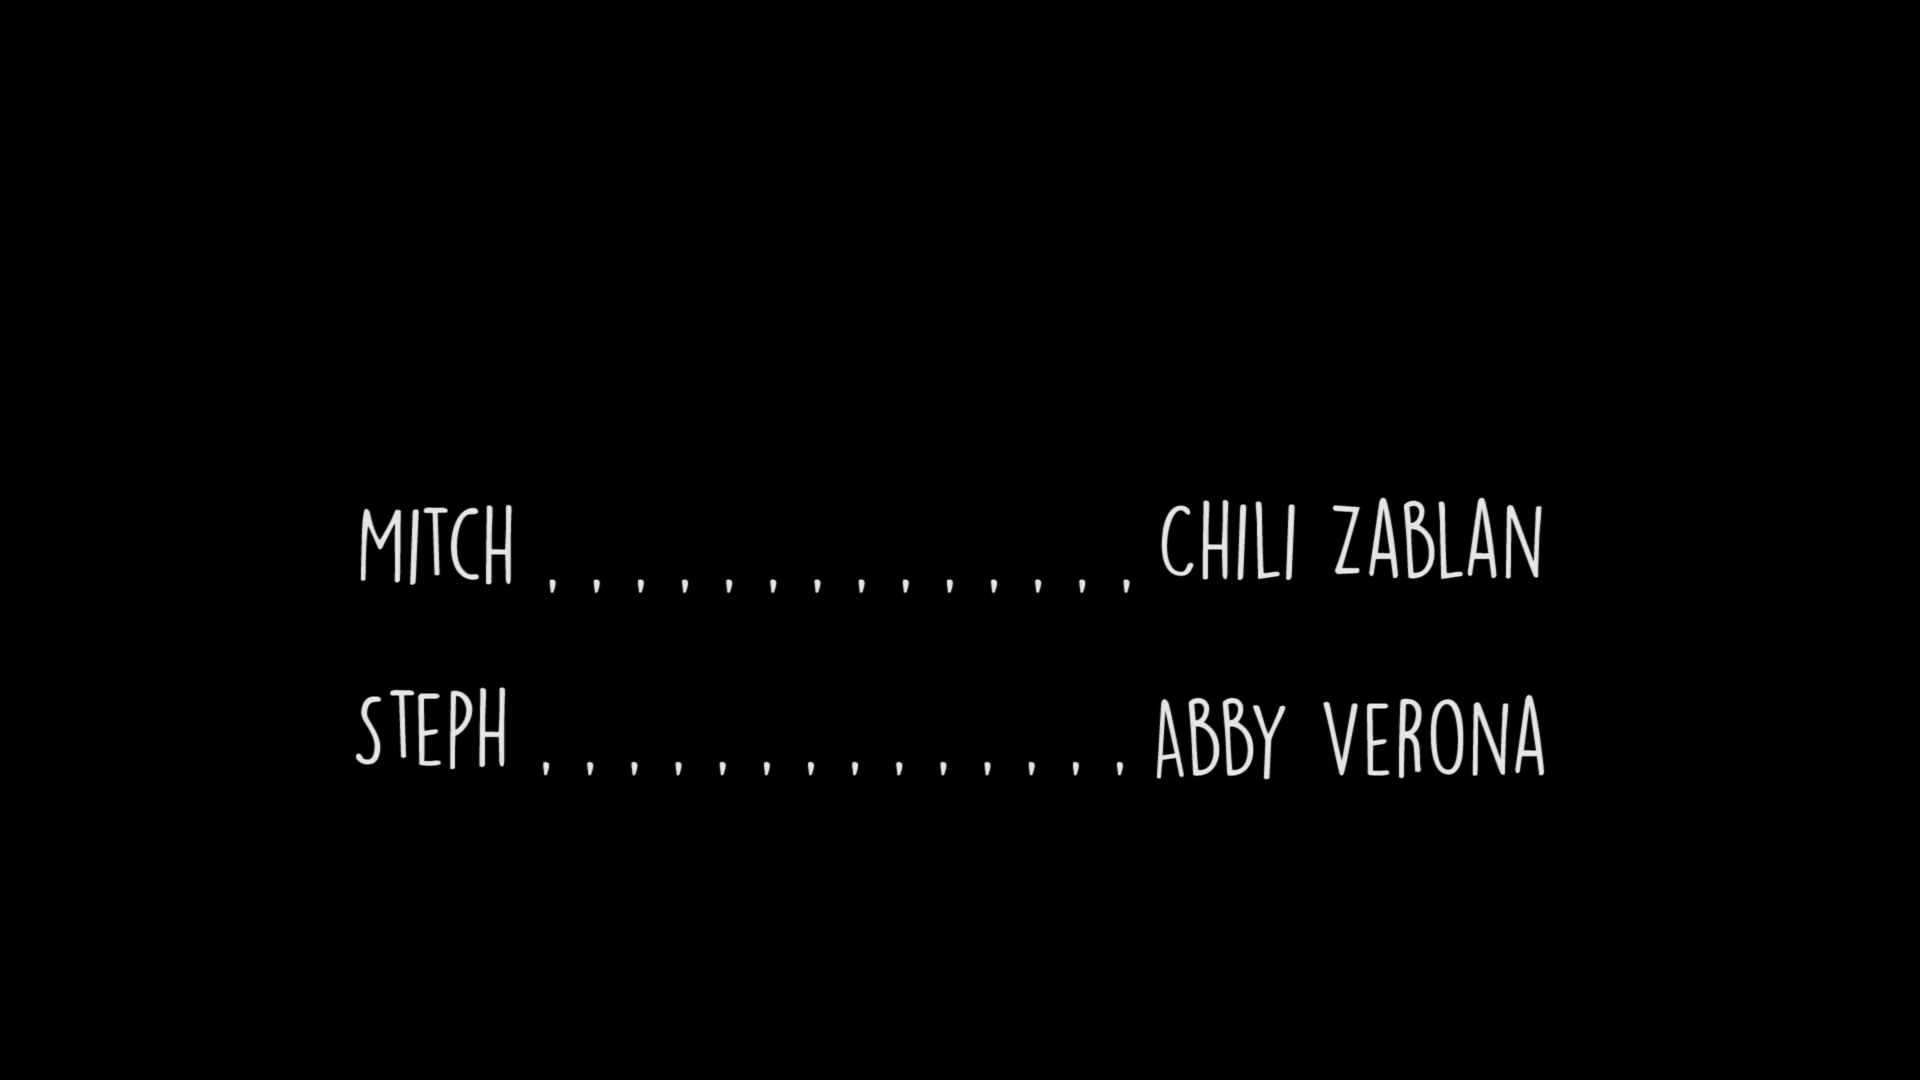 MITCH , , , , , , , , , , , , , , CHILI ZABLAN
STEPH , , , , , , , , , , , , , , ABBY VERONA